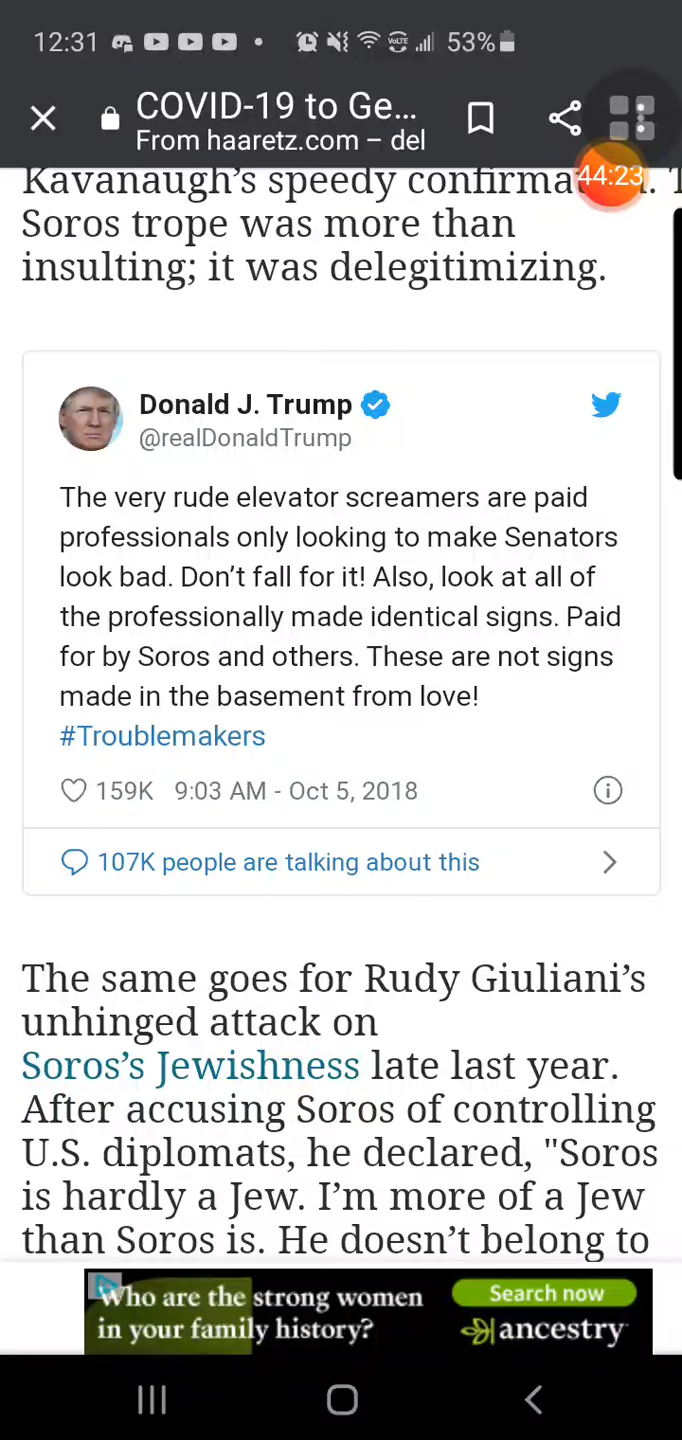 12:31 53%
COVID-19 to Ge...
From haaretz.com – del
44:23
Kavanaugh's speedy
Soros trope was more than
insulting; it was delegitimizing.
Donald J. Trump
@realDonaldTrump
The very rude elevator screamers are paid
professionals only looking to make Senators
look bad. Don't fall for it! Also, look at all of
the professionally made identical signs. Paid
for by Soros and others. These are not signs
made in the basement from love!
#Troublemakers
159K 9:03 AM - Oct 5, 2018
107K people are talking about this
The same goes for Rudy Giuliani's
unhinged attack on
Soros's Jewishness late last year.
After accusing Soros of controlling
U.S. diplomats, he declared, "Soros
is hardly a Jew. I'm more of a Jew
than Soros is. He doesn't belong to
Who are the strong women
in your family history?
Search now
ancestry